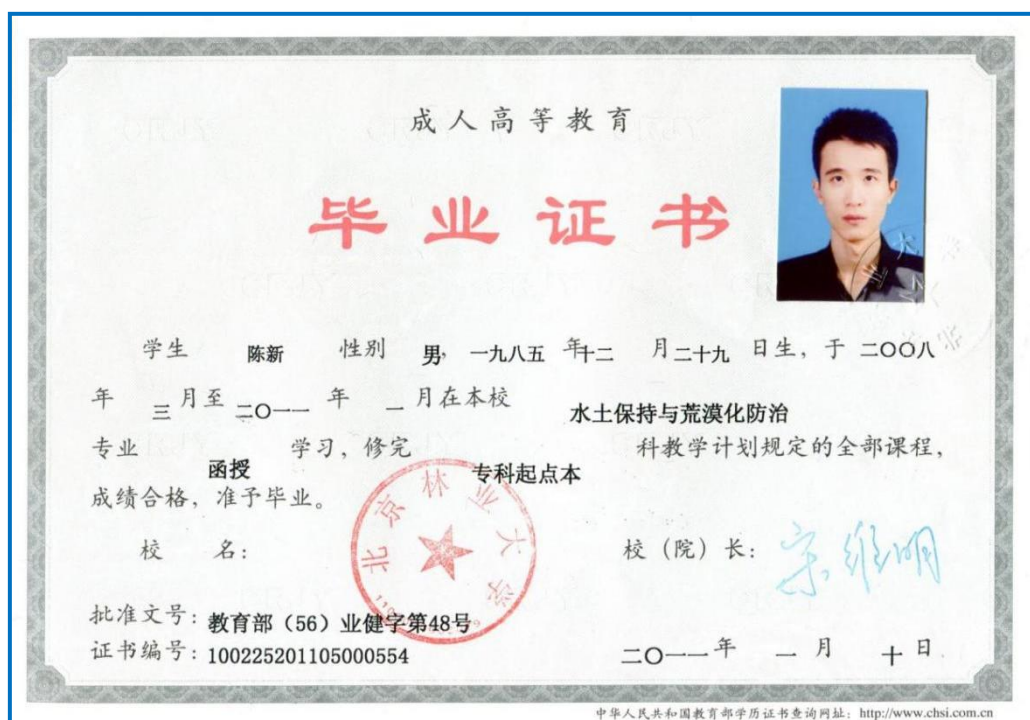 成人高等教育
毕业证书
学生 陈新 性别 男, 一九八五 年十二 月二十九 日生, 于 二〇〇八
年 三 月至 二〇一一 年 一 月在本校 水土保持与荒漠化防治
专业 函授 学习, 修完 专科起点本 科教学计划规定的全部课程,
成绩合格, 准予毕业。
北京林业大学
校 名: 校(院)长: 宋维明
批准文号: 教育部（56）业健字第48号
证书编号: 100225201105000554 二〇一一 年 一 月 十 日
中华人民共和国教育部学历证书查询网址: http://www.chsi.com.cn